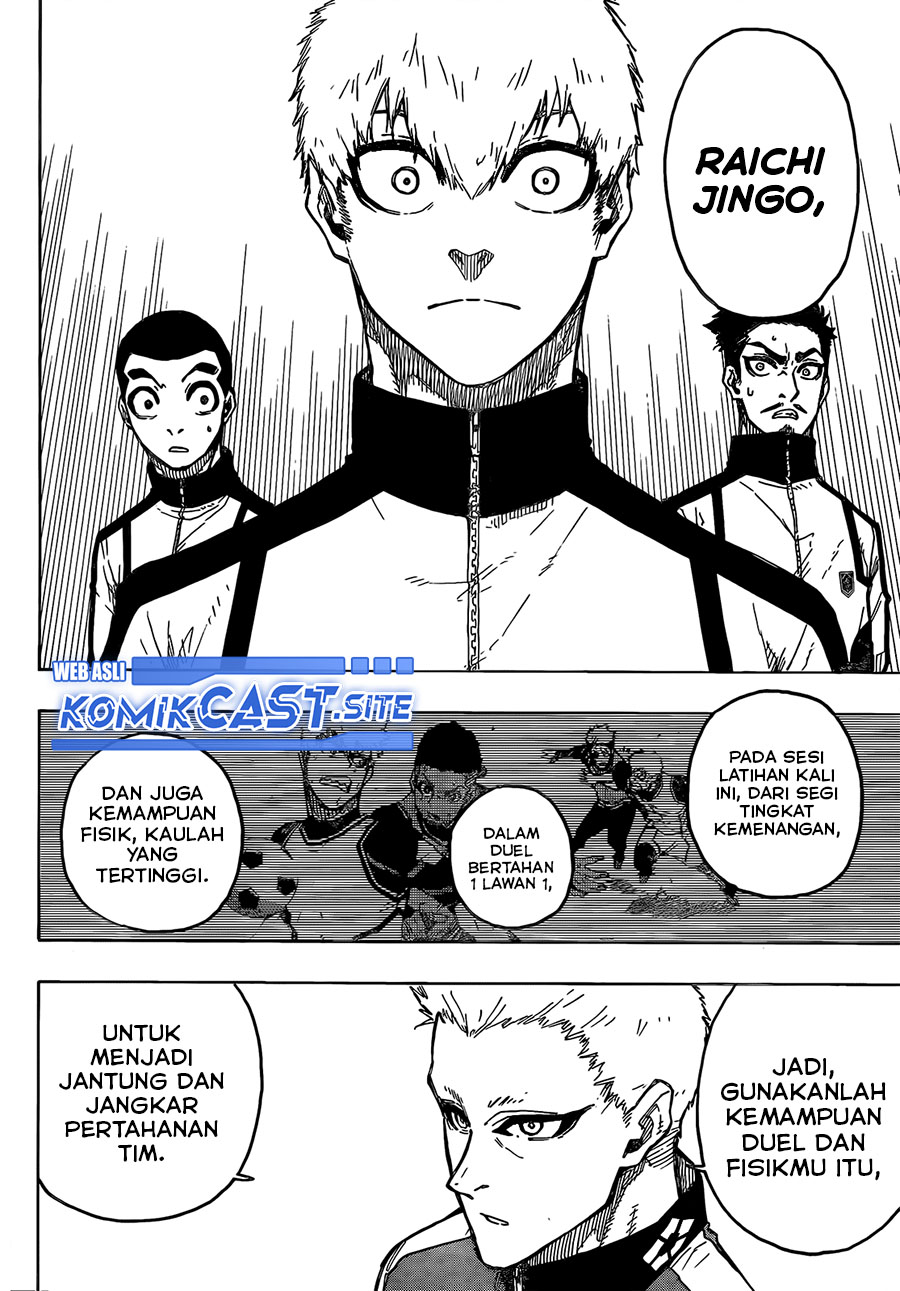 RAICHI
JINGO,
WEB ASLI
KOMIKCAST.SITE
PADA SESI
LATIHAN KALI
INI, DARI SEGI
TINGKAT
KEMENANGAN,
DALAM
DUEL
BERTAHAN
1 LAWAN 1,
DAN JUGA
KEMAMPUAN
FISIK, KAULAH
YANG
TERTINGGI.
JADI,
GUNAKANLAH
KEMAMPUAN
DUEL DAN
FISIKMU ITU,
UNTUK
MENJADI
JANTUNG DAN
JANGKAR
PERTAHANAN
TIM.